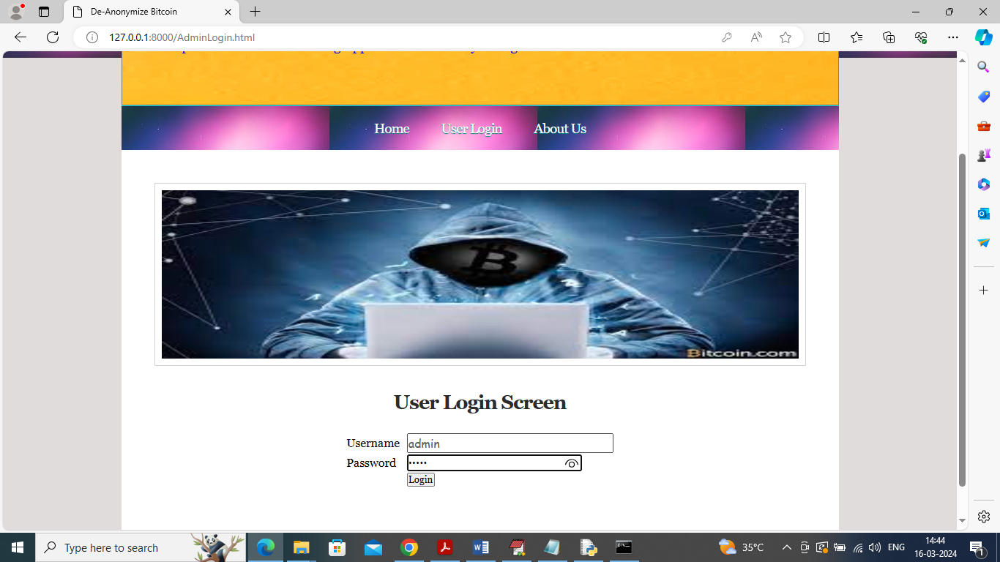 De-Anonymize Bitcoin
127.0.0.1:8000/AdminLogin.html
Home User Login About Us
B
Bitcoin.com
User Login Screen
Username admin
Password •••••
Login
Type here to search
35°C
ENG
14:44
16-03-2024
1